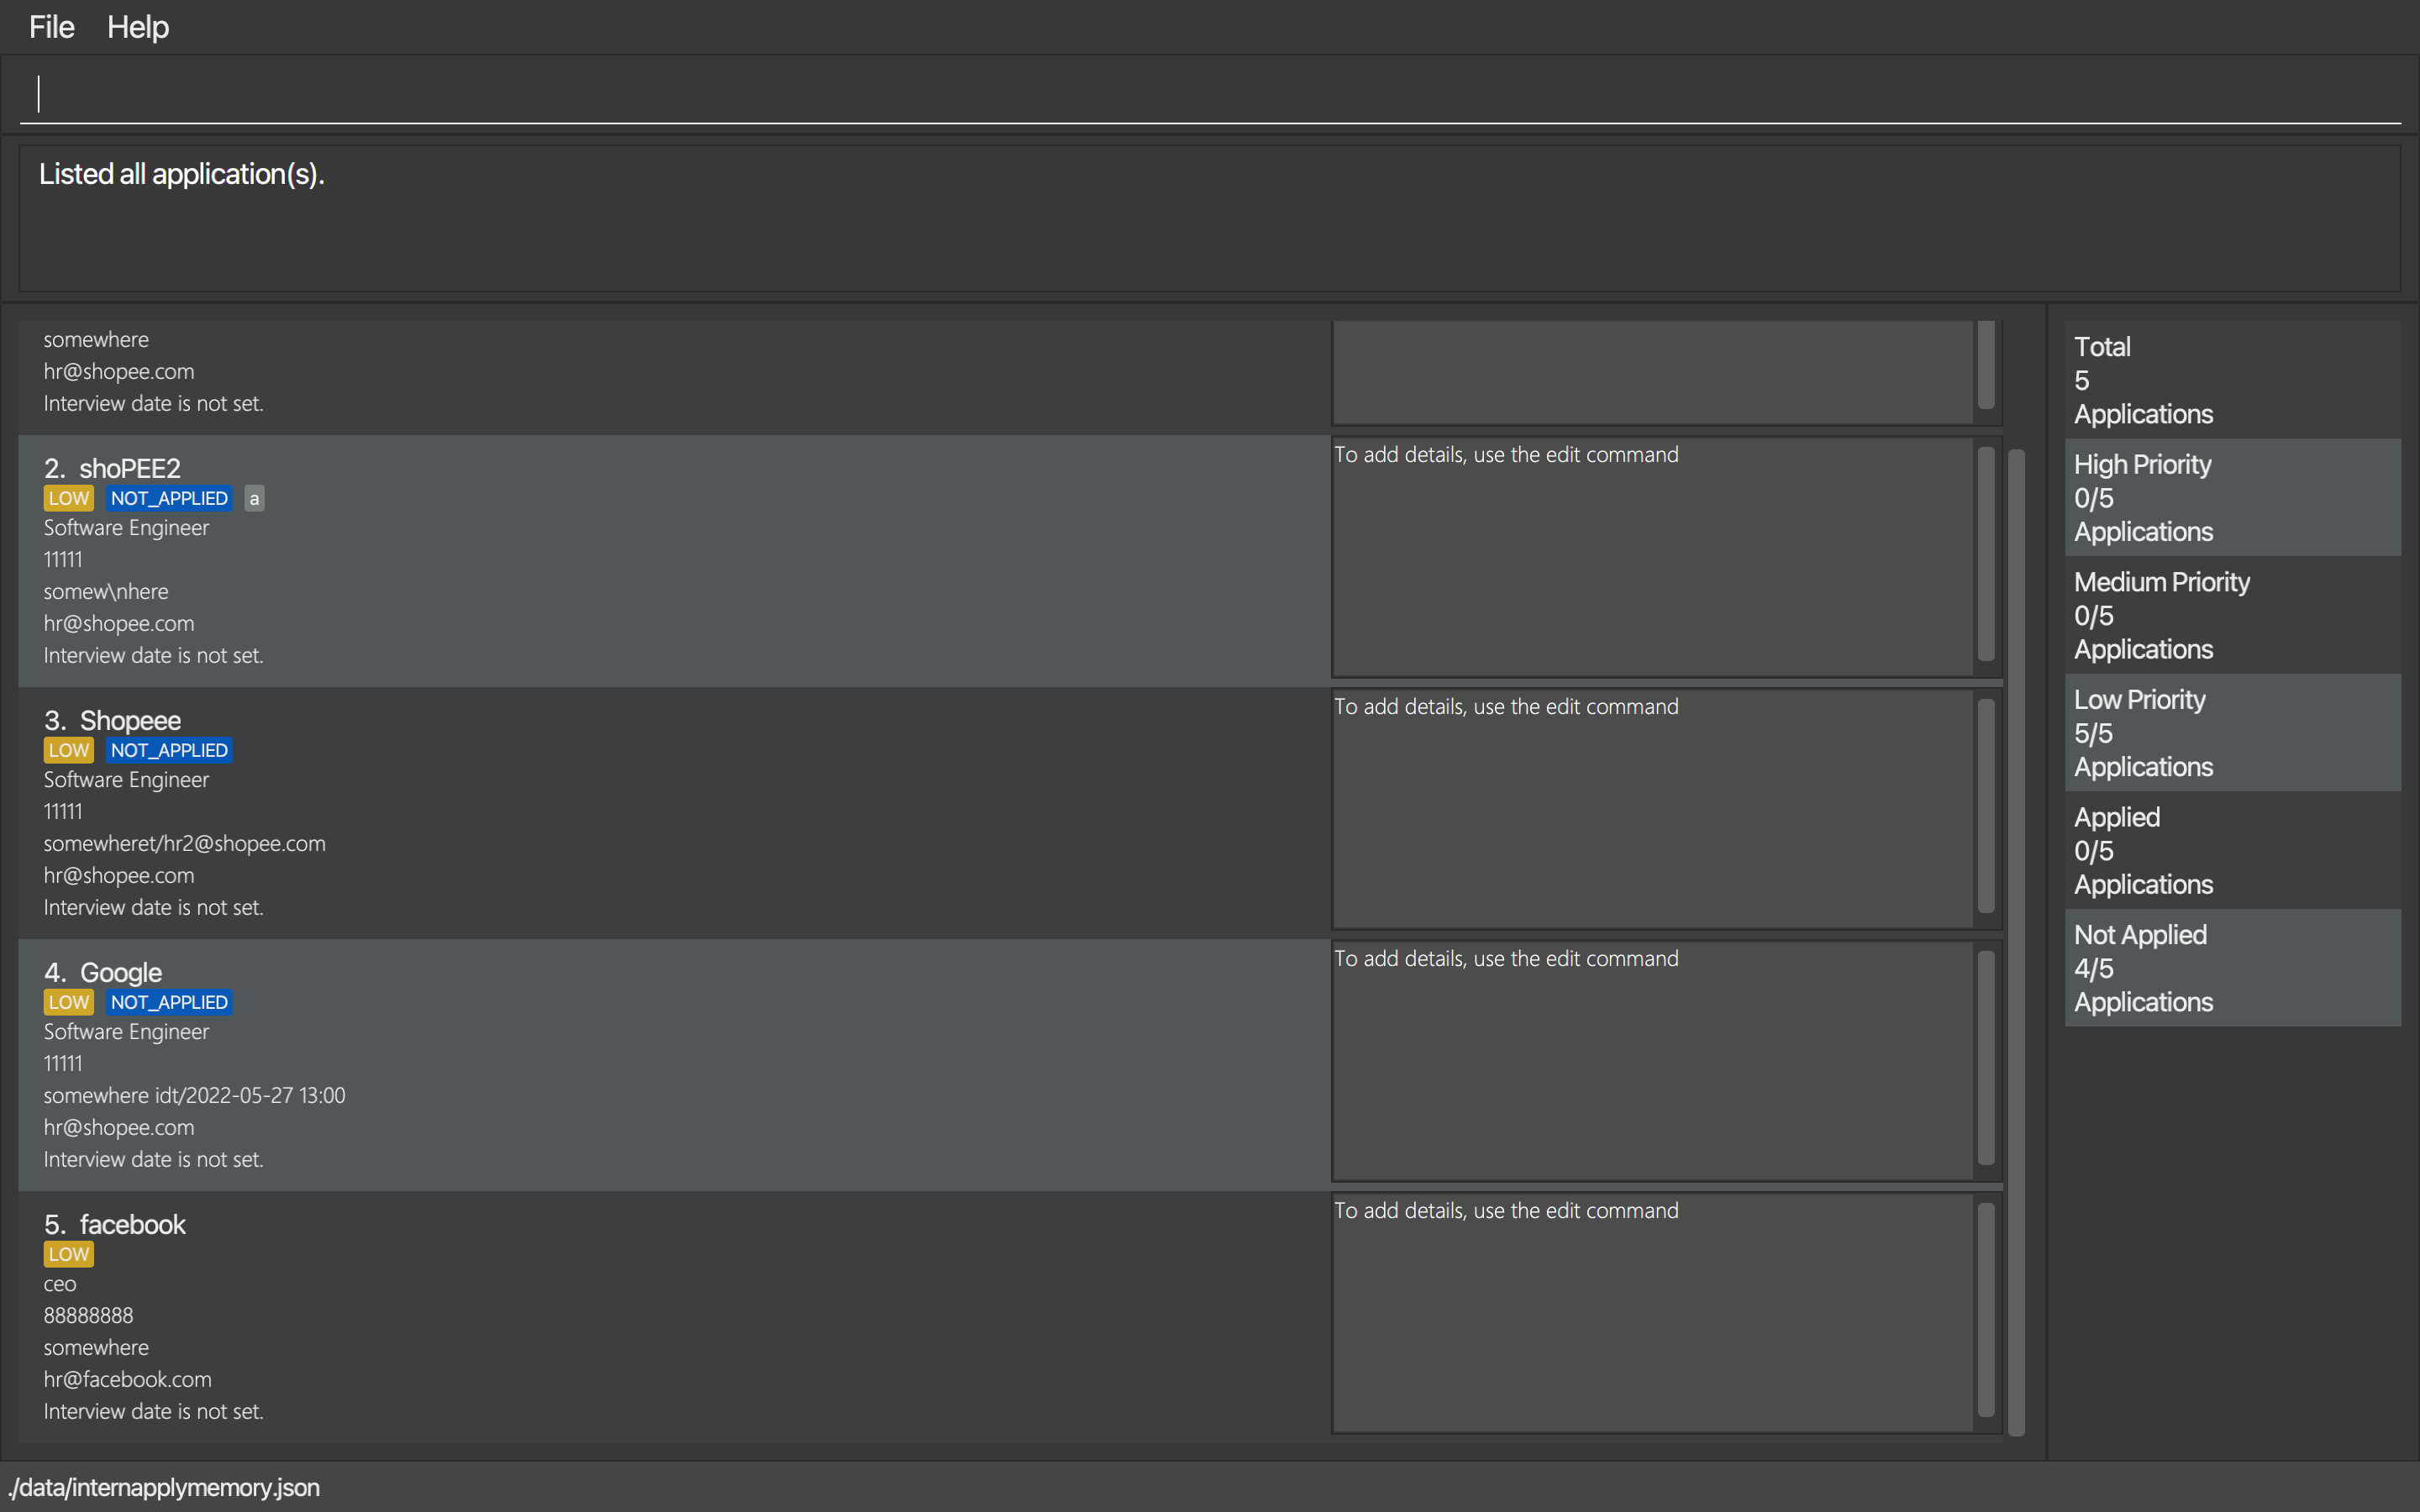 File Help
Listed all application(s).
somewhere
hr@shopee.com
Interview date is not set.
2. shoPEE2
LOW NOT_APPLIED a
Software Engineer
11111
somew\nhere
hr@shopee.com
Interview date is not set.
To add details, use the edit command
3. Shopeee
LOW NOT_APPLIED
Software Engineer
11111
somewheret/hr2@shopee.com
hr@shopee.com
Interview date is not set.
To add details, use the edit command
4. Google
LOW NOT_APPLIED
Software Engineer
11111
somewhere idt/2022-05-27 13:00
hr@shopee.com
Interview date is not set.
To add details, use the edit command
5. facebook
LOW
ceo
88888888
somewhere
hr@facebook.com
Interview date is not set.
To add details, use the edit command
Total
5
Applications
High Priority
0/5
Applications
Medium Priority
0/5
Applications
Low Priority
5/5
Applications
Applied
0/5
Applications
Not Applied
4/5
Applications
./data/internapplymemory.json